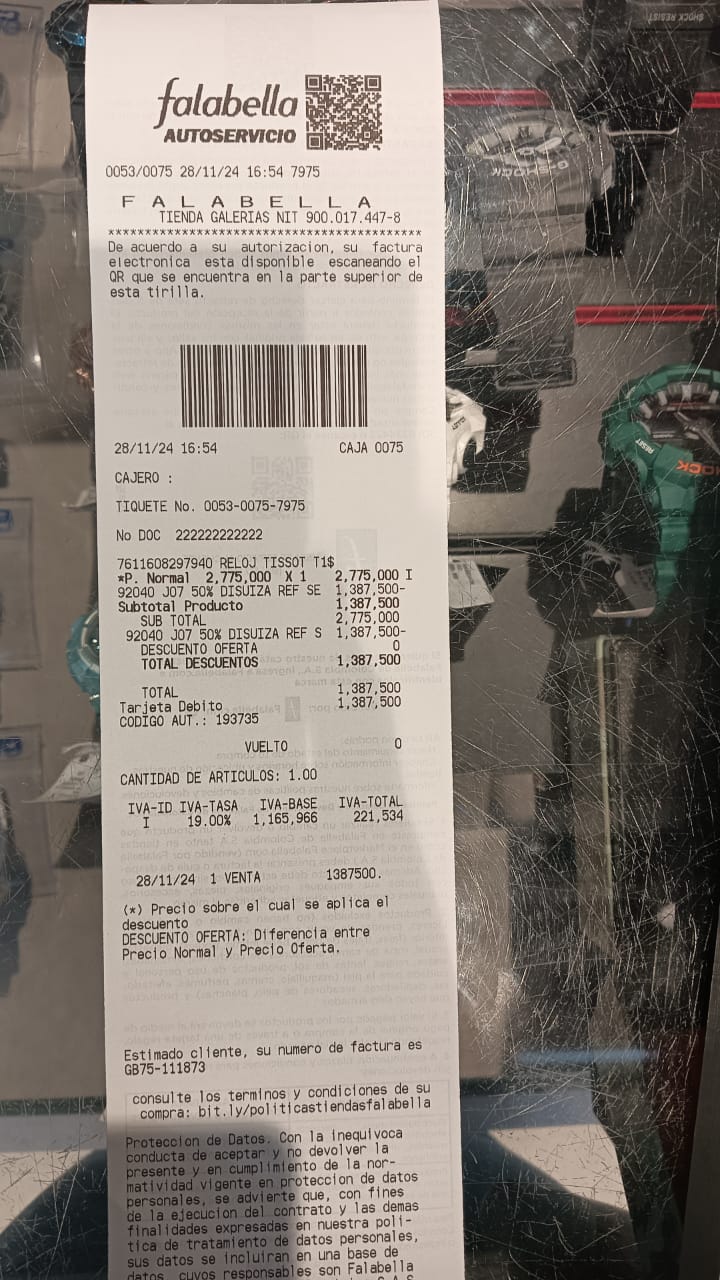 SHOCK RESIST
falabella
AUTOSERVICIO
0053/0075 28/11/24 16:54 7975
F A L A B E L L A
TIENDA GALERIAS NIT 900.017.447-8
******************************************
De acuerdo a su autorizacion, su factura
electronica esta disponible escaneando el
QR que se encuentra en la parte superior de
esta tirilla.
G-SHOCK
28/11/24 16:54 CAJA 0075
CAJERO :
TIQUETE No. 0053-0075-7975
No DOC 222222222222
RESET
7611608297940 RELOJ TISSOT T1$
*P. Normal 2,775,000 X 1 2,775,000 I
92040 J07 50% DISUIZA REF SE 1,387,500-
Subtotal Producto 1,387,500
SUB TOTAL 2,775,000
92040 J07 50% DISUIZA REF S 1,387,500-
DESCUENTO OFERTA 0
TOTAL DESCUENTOS 1,387,500
TOTAL 1,387,500
Tarjeta Debito 1,387,500
CODIGO AUT.: 193735
VUELTO 0
CANTIDAD DE ARTICULOS: 1.00
IVA-ID IVA-TASA IVA-BASE IVA-TOTAL
I 19.00% 1,165,966 221,534
28/11/24 1 VENTA 1387500.
(*) Precio sobre el cual se aplica el
descuento
DESCUENTO OFERTA: Diferencia entre
Precio Normal y Precio Oferta.
Estimado cliente, su numero de factura es
GB75-111873
consulte los terminos y condiciones de su
compra: bit.ly/politicastiendasfalabella
Proteccion de Datos. Con la inequivoca
conducta de aceptar y no devolver la
presente y en cumplimiento de la nor-
matividad vigente en proteccion de datos
personales, se advierte que, con fines
de la ejecucion del contrato y las demas
finalidades expresadas en nuestra poli-
tica de tratamiento de datos personales,
sus datos se incluiran en una base de
datos cuyos responsables son Falabella